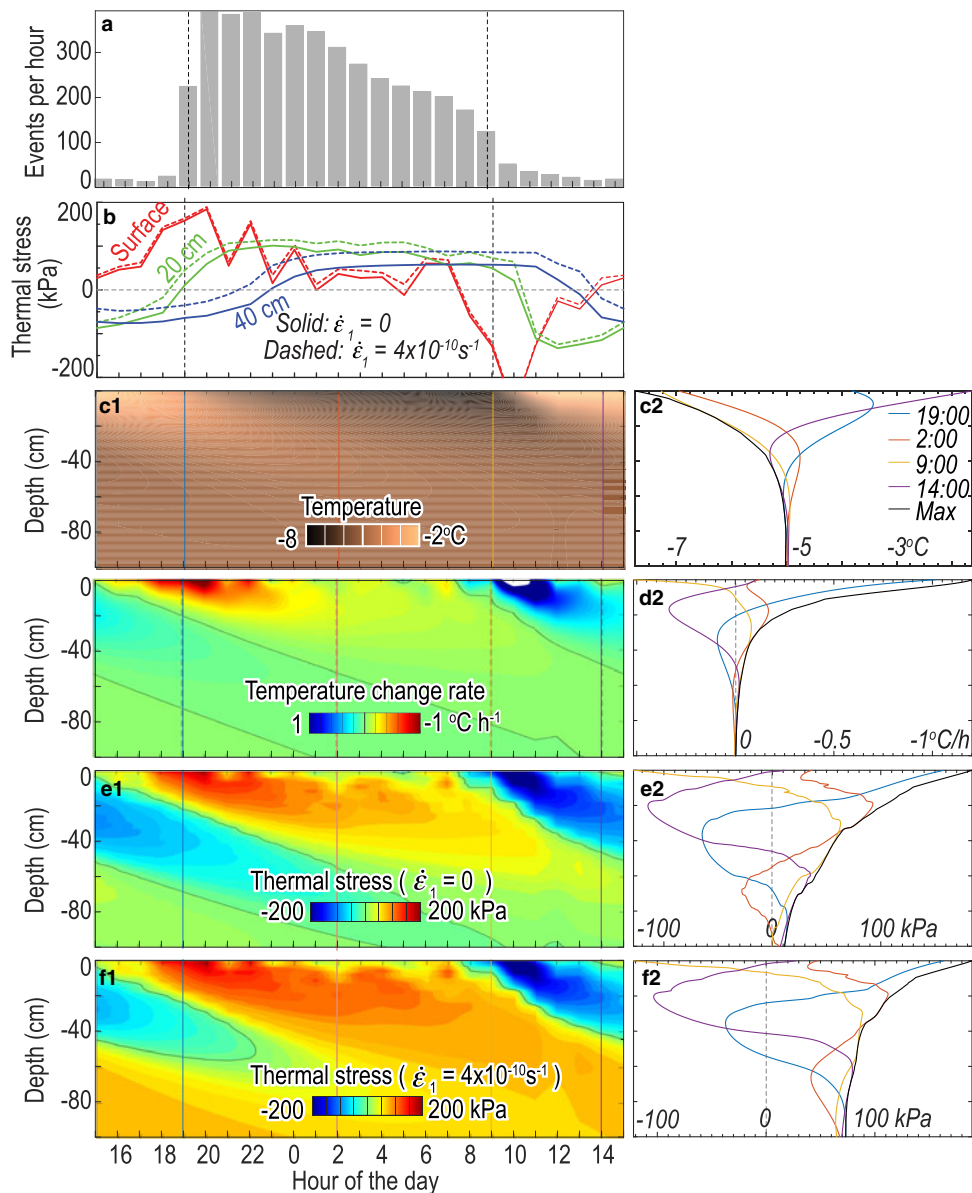 a
Events per hour
300
200
100
0
b
Thermal stress
(kPa)
200
0
-200
Surface
20 cm
40 cm
Solid: ε̇₁ = 0
Dashed: ε̇₁ = 4x10⁻¹⁰s⁻¹
c1
Depth (cm)
-40
-80
Temperature
-8
-2°C
c2
19:00
2:00
9:00
14:00
Max
-7
-5
-3°C
Depth (cm)
0
-40
-80
Temperature change rate
1
-1 °C h⁻¹
d2
0
-0.5
-1°C/h
e1
Depth (cm)
0
-40
-80
Thermal stress ( ε̇₁ = 0 )
-200
200 kPa
e2
-100
0
100 kPa
f1
Depth (cm)
0
-40
-80
Thermal stress ( ε̇₁ = 4x10⁻¹⁰s⁻¹ )
-200
200 kPa
f2
-100
0
100 kPa
16 18 20 22 0 2 4 6 8 10 12 14
Hour of the day